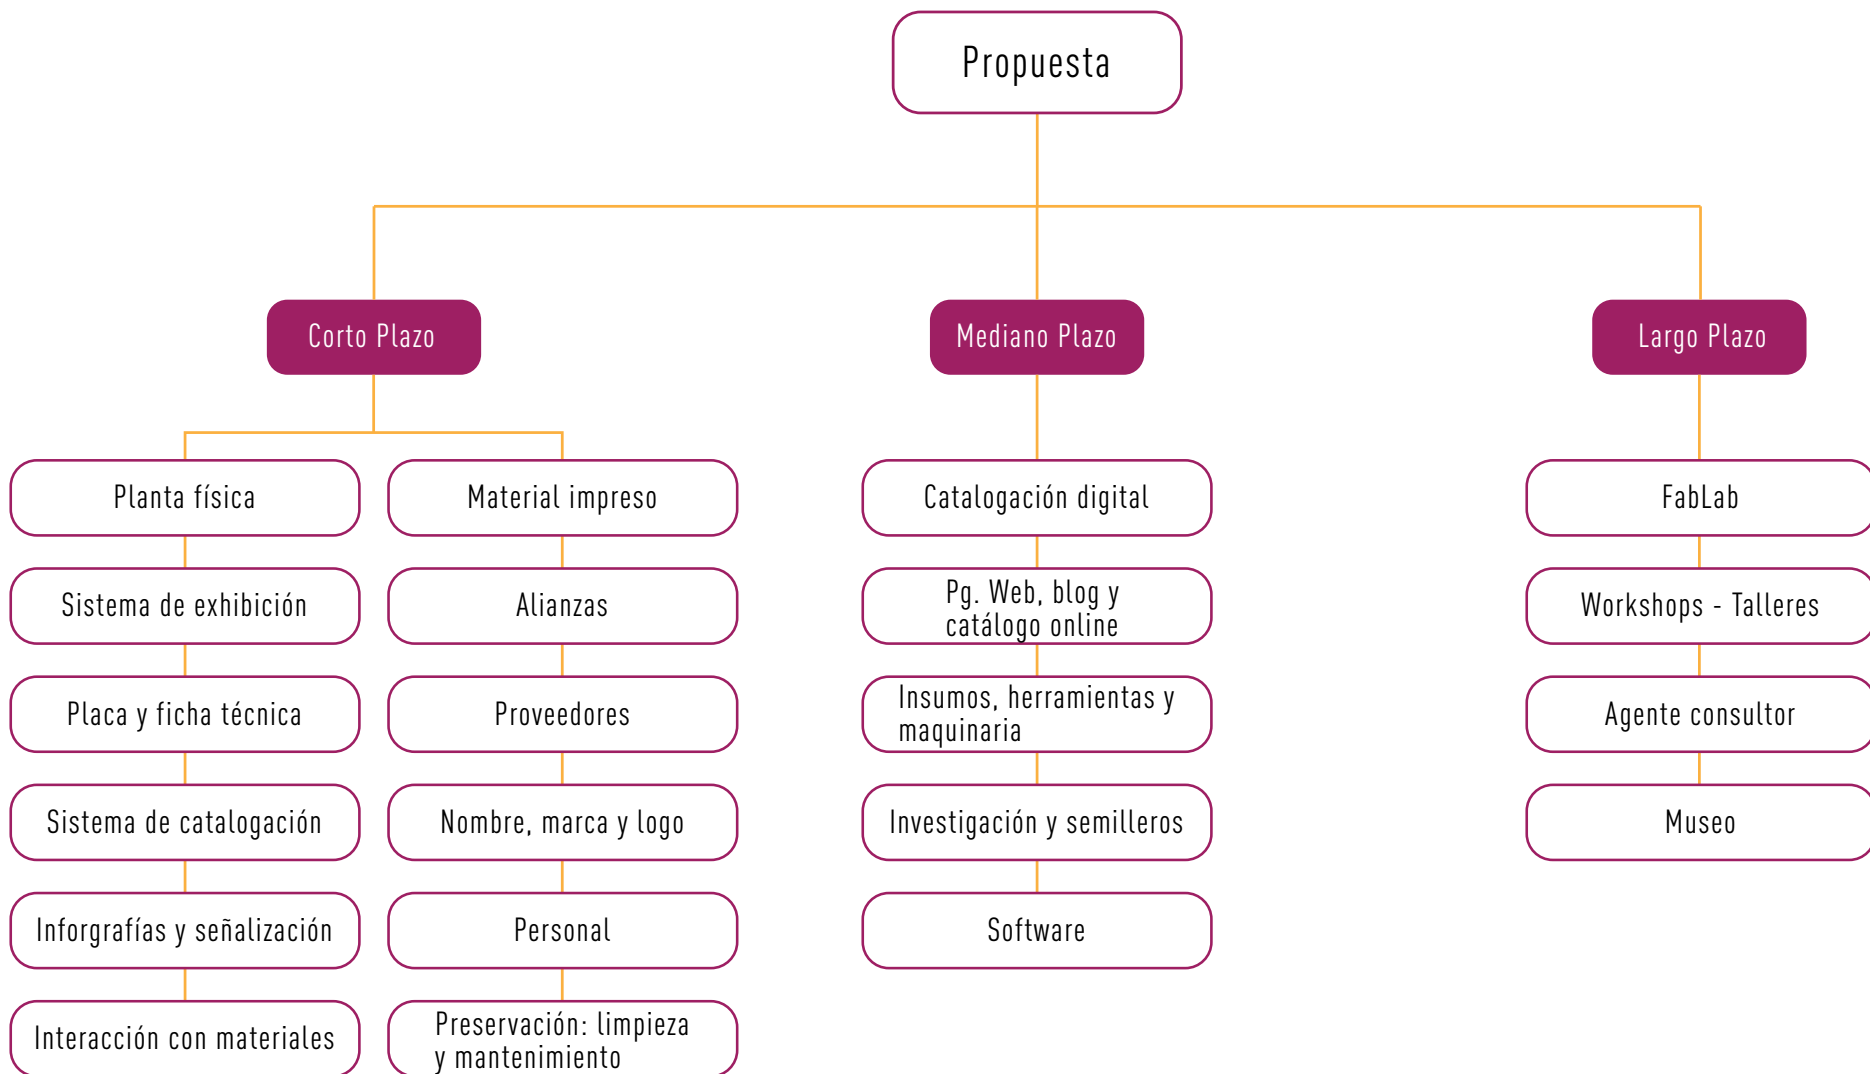 Propuesta
Corto Plazo
Mediano Plazo
Largo Plazo
Planta física
Sistema de exhibición
Placa y ficha técnica
Sistema de catalogación
Inforgrafías y señalización
Interacción con materiales
Material impreso
Alianzas
Proveedores
Nombre, marca y logo
Personal
Preservación: limpieza
y mantenimiento
Catalogación digital
Pg. Web, blog y
catálogo online
Insumos, herramientas y
maquinaria
Investigación y semilleros
Software
FabLab
Workshops - Talleres
Agente consultor
Museo